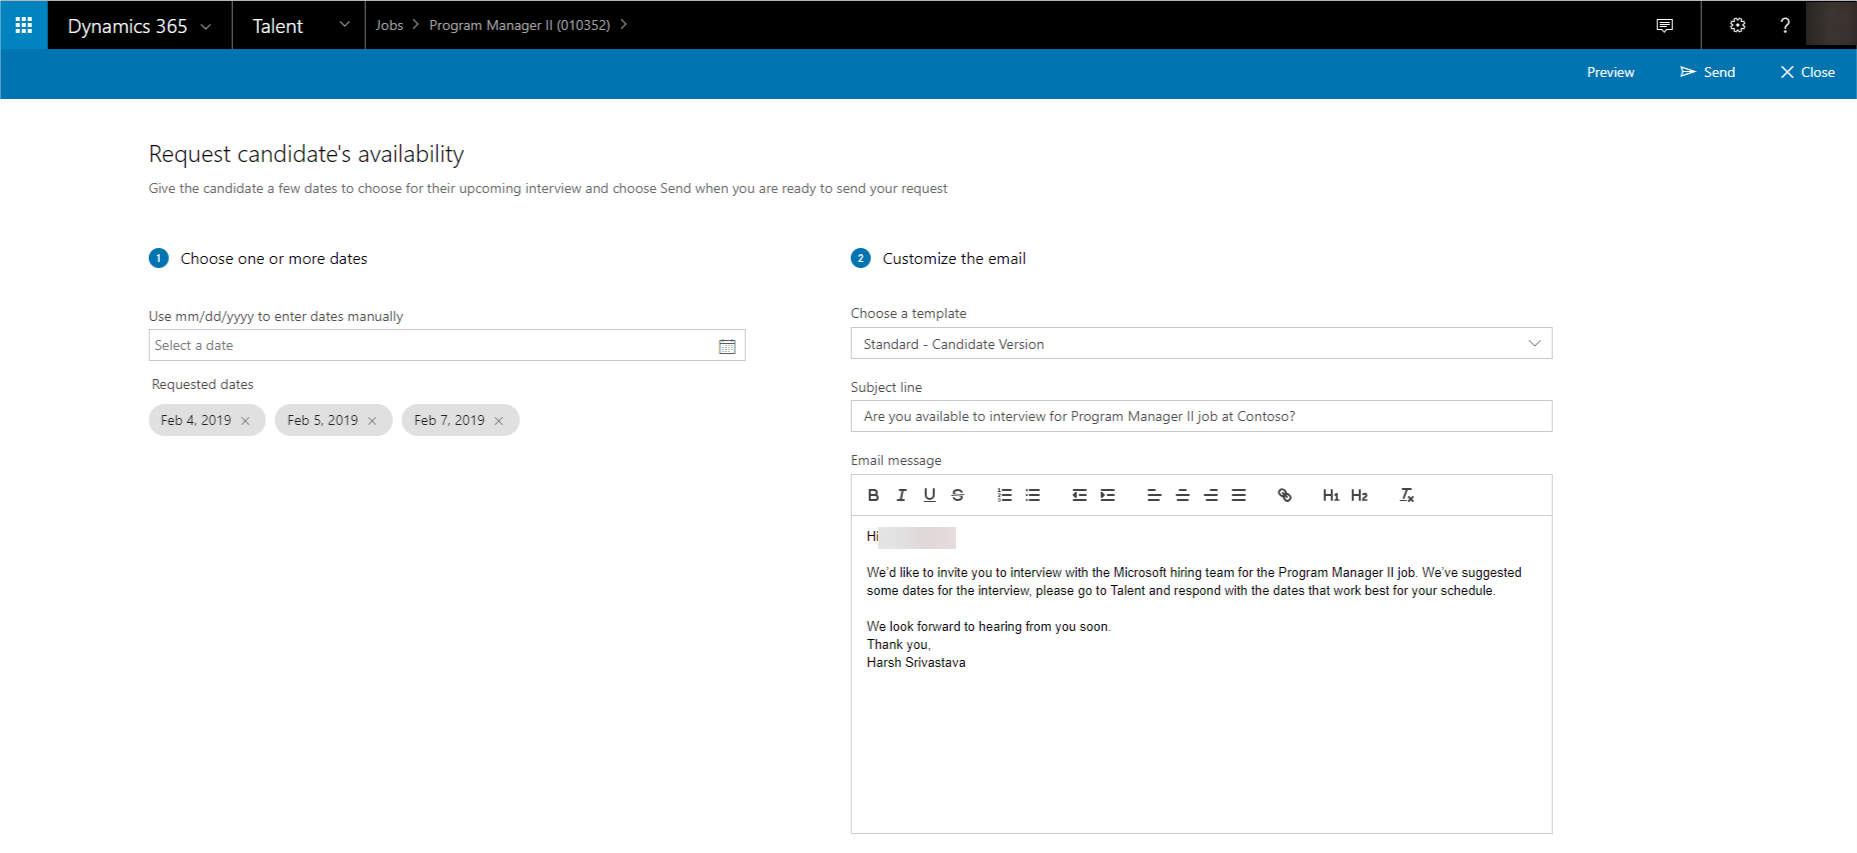 Dynamics 365
Talent
Jobs > Program Manager II (010352) >
?
Preview
Send
Close
Request candidate's availability
Give the candidate a few dates to choose for their upcoming interview and choose Send when you are ready to send your request
1 Choose one or more dates
Use mm/dd/yyyy to enter dates manually
Select a date
Requested dates
Feb 4, 2019 ×
Feb 5, 2019 ×
Feb 7, 2019 ×
2 Customize the email
Choose a template
Standard - Candidate Version
Subject line
Are you available to interview for Program Manager II job at Contoso?
Email message
B I U S H1 H2 Tx
Hi
We'd like to invite you to interview with the Microsoft hiring team for the Program Manager II job. We've suggested
some dates for the interview, please go to Talent and respond with the dates that work best for your schedule.
We look forward to hearing from you soon.
Thank you,
Harsh Srivastava